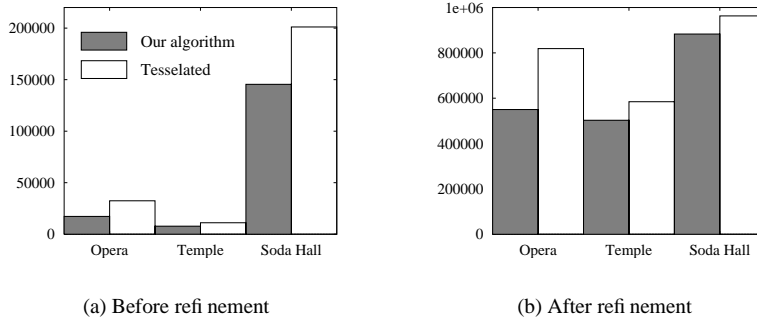 200000
150000
100000
50000
0
Our algorithm
Tesselated
Opera Temple Soda Hall
(a) Before refi nement
1e+06
800000
600000
400000
200000
0
Opera Temple Soda Hall
(b) After refi nement